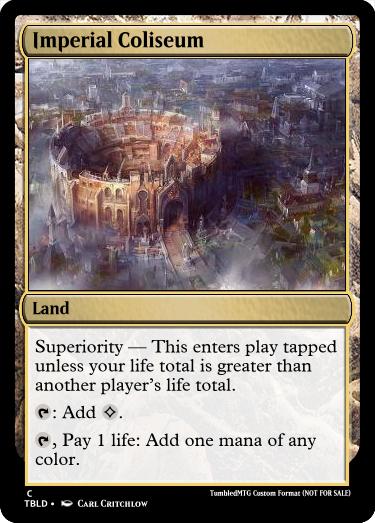 Imperial Coliseum
Land
Superiority — This enters play tapped
unless your life total is greater than
another player's life total.
: Add .
, Pay 1 life: Add one mana of any
color.
C
TBLD • Carl Critchlow
TumbledMTG Custom Format (NOT FOR SALE)